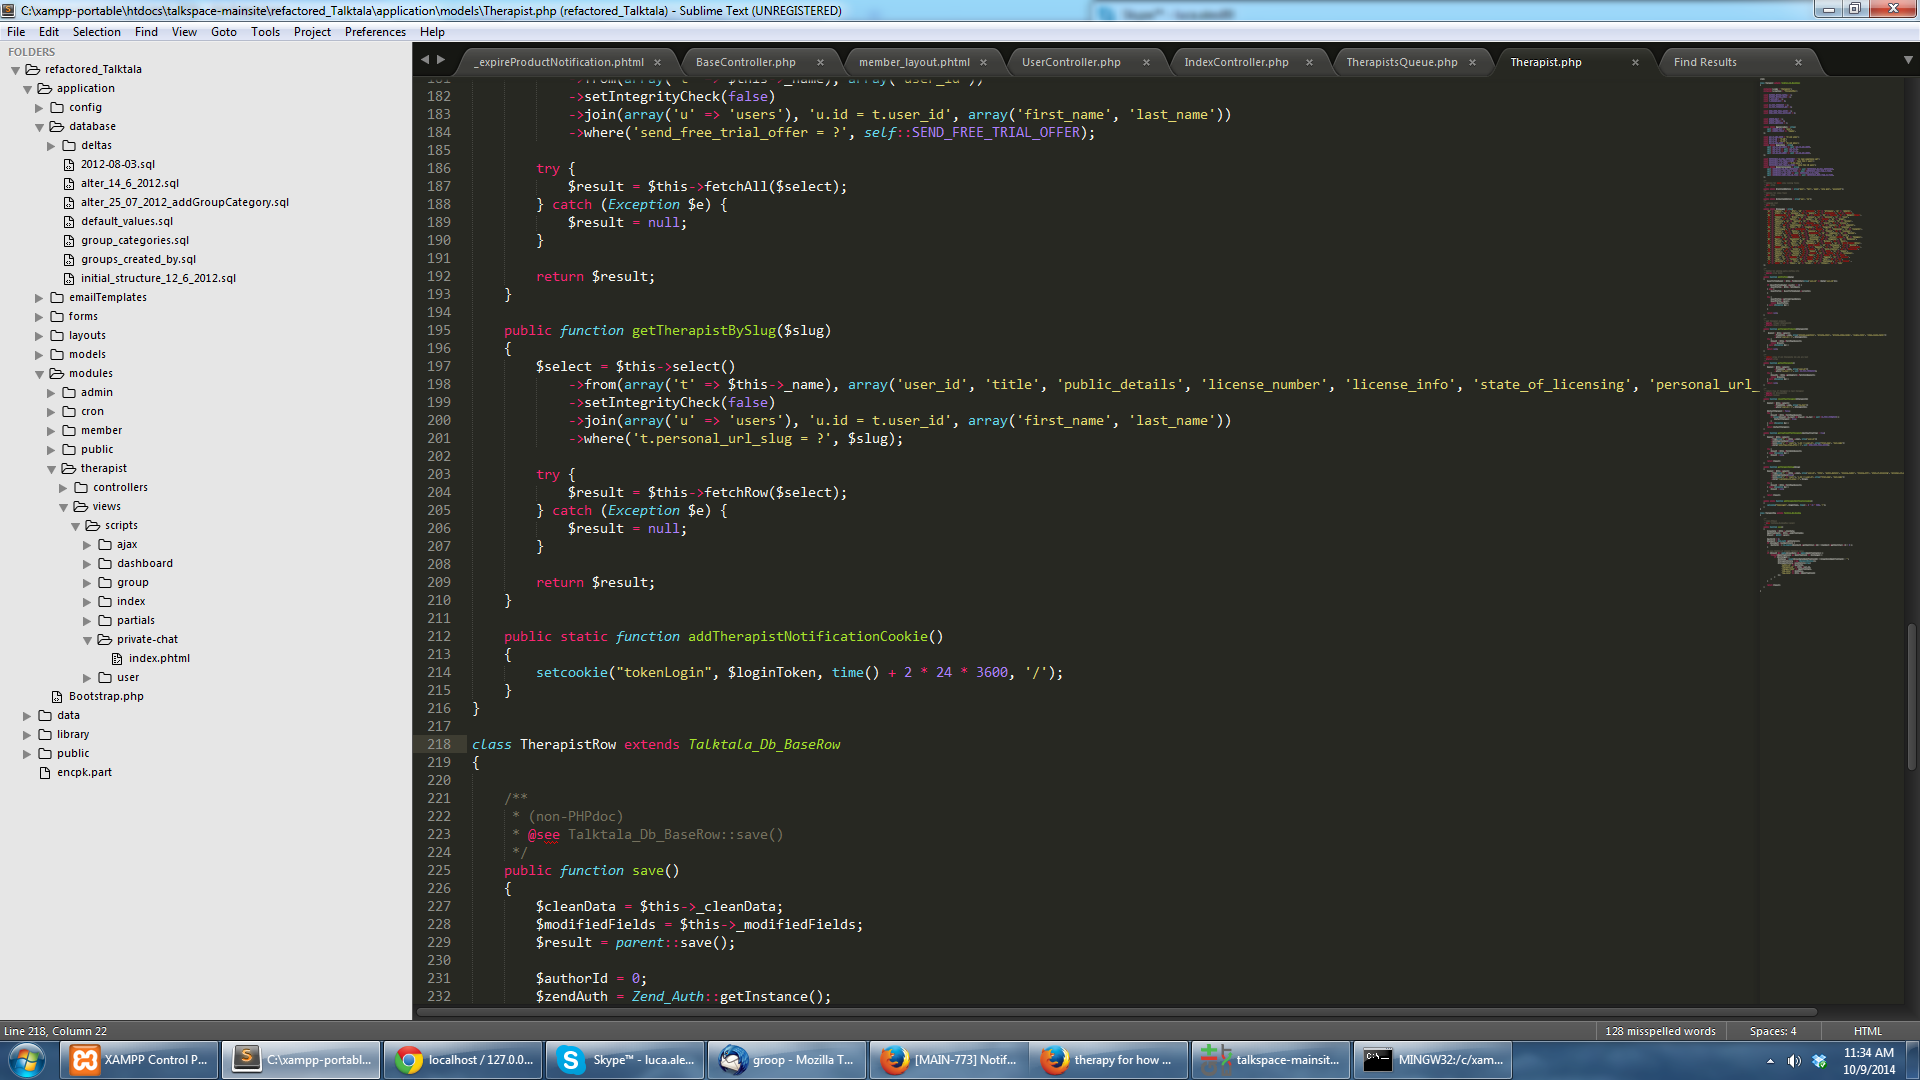 C:\xampp-portable\htdocs\talkspace-mainsite\refactored_Talktala\application\models\Therapist.php (refactored_Talktala) - Sublime Text (UNREGISTERED)
File Edit Selection Find View Goto Tools Project Preferences Help
FOLDERS
refactored_Talktala
application
config
database
deltas
2012-08-03.sql
alter_14_6_2012.sql
alter_25_07_2012_addGroupCategory.sql
default_values.sql
group_categories.sql
groups_created_by.sql
initial_structure_12_6_2012.sql
emailTemplates
forms
layouts
models
modules
admin
cron
member
public
therapist
controllers
views
scripts
ajax
dashboard
group
index
partials
private-chat
index.phtml
user
Bootstrap.php
data
library
public
encpk.part
_expireProductNotification.phtml BaseController.php member_layout.phtml UserController.php IndexController.php TherapistsQueue.php Therapist.php Find Results
181 ->from(array('t' => $this->_name), array('user_id'))
182 ->setIntegrityCheck(false)
183 ->join(array('u' => 'users'), 'u.id = t.user_id', array('first_name', 'last_name'))
184 ->where('send_free_trial_offer = ?', self::SEND_FREE_TRIAL_OFFER);
185
186 try {
187 $result = $this->fetchAll($select);
188 } catch (Exception $e) {
189 $result = null;
190 }
191
192 return $result;
193 }
194
195 public function getTherapistBySlug($slug)
196 {
197 $select = $this->select()
198 ->from(array('t' => $this->_name), array('user_id', 'title', 'public_details', 'license_number', 'license_info', 'state_of_licensing', 'personal_url_
199 ->setIntegrityCheck(false)
200 ->join(array('u' => 'users'), 'u.id = t.user_id', array('first_name', 'last_name'))
201 ->where('t.personal_url_slug = ?', $slug);
202
203 try {
204 $result = $this->fetchRow($select);
205 } catch (Exception $e) {
206 $result = null;
207 }
208
209 return $result;
210 }
211
212 public static function addTherapistNotificationCookie()
213 {
214 setcookie("tokenLogin", $loginToken, time() + 2 * 24 * 3600, '/');
215 }
216 }
217
218 class TherapistRow extends Talktala_Db_BaseRow
219 {
220
221 /**
222 * (non-PHPdoc)
223 * @see Talktala_Db_BaseRow::save()
224 */
225 public function save()
226 {
227 $cleanData = $this->_cleanData;
228 $modifiedFields = $this->_modifiedFields;
229 $result = parent::save();
230
231 $authorId = 0;
232 $zendAuth = Zend_Auth::getInstance();
Line 218, Column 22 128 misspelled words Spaces: 4 HTML
XAMPP Control P... C:\xampp-portabl... localhost / 127.0.0... Skype™ - luca.ale... groop - Mozilla T... [MAIN-773] Notif... therapy for how ... talkspace-mainsit... MINGW32:/c/xam... 11:34 AM
10/9/2014